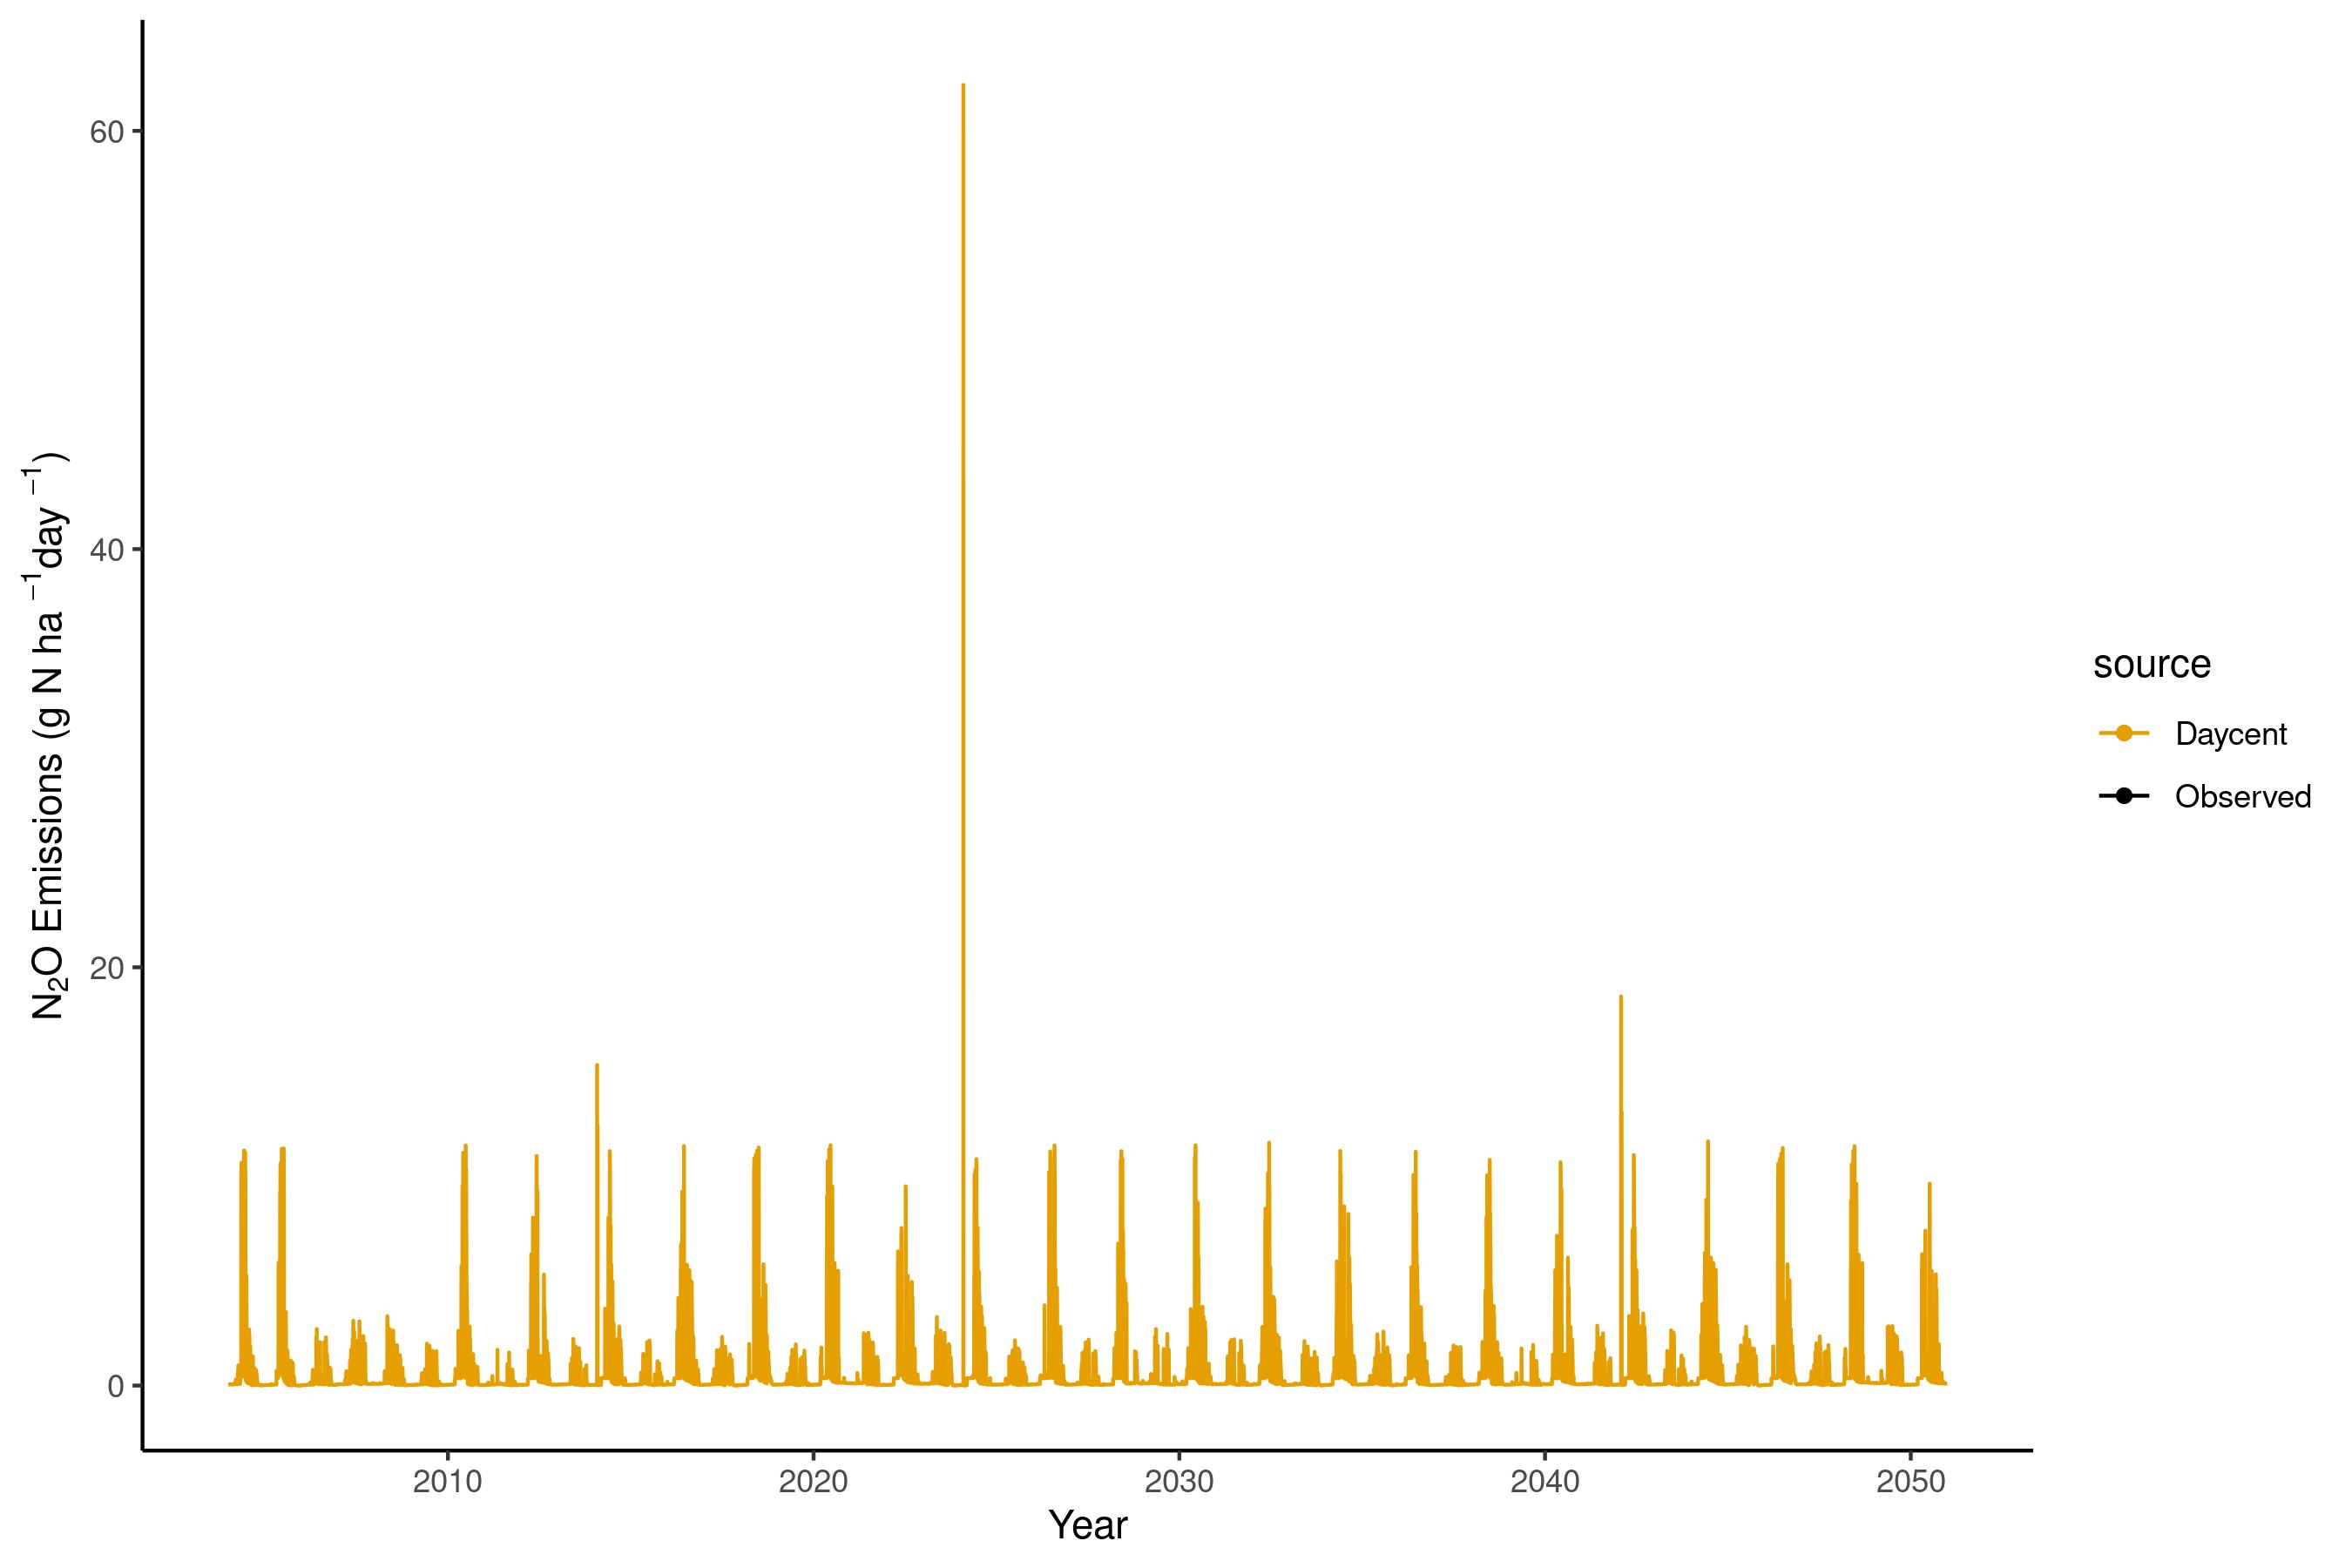 60
40
20
0
N₂O Emissions (g N ha ⁻¹day ⁻¹)
2010 2020 2030 2040 2050
Year
source
Daycent
Observed